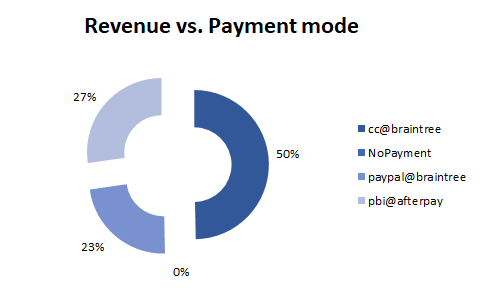 Revenue vs. Payment mode
27%
50%
23%
0%
cc@braintree
NoPayment
paypal@braintree
pbi@afterpay